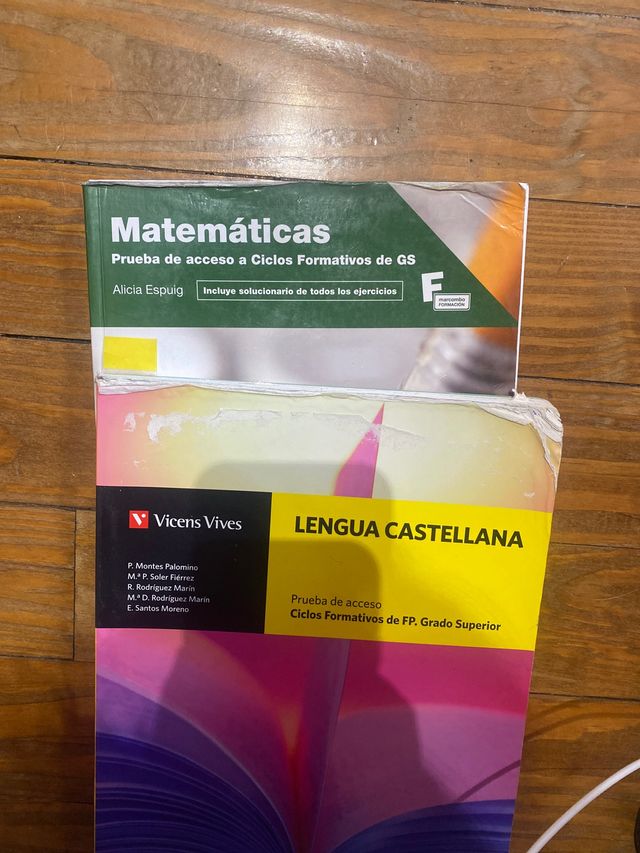 Matemáticas
Prueba de acceso a Ciclos Formativos de GS
Alicia Espuig
Incluye solucionario de todos los ejercicios
F
marcombo
FORMACIÓN
Vicens Vives
LENGUA CASTELLANA
P. Montes Palomino
M.ª P. Soler Fiérrez
R. Rodríguez Marín
M.ª D. Rodríguez Marín
E. Santos Moreno
Prueba de acceso
Ciclos Formativos de FP. Grado Superior